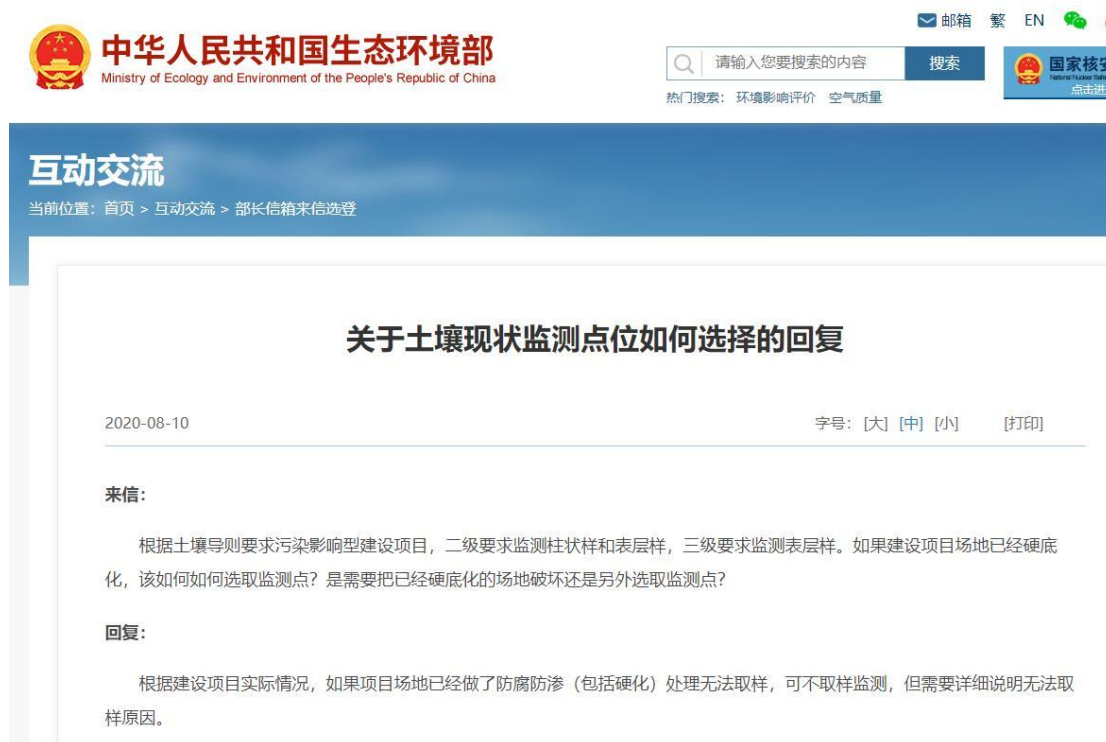 邮箱 繁 EN
中华人民共和国生态环境部
Ministry of Ecology and Environment of the People's Republic of China
请输入您要搜索的内容 搜索
热门搜索: 环境影响评价 空气质量
国家核安
点击进
互动交流
当前位置: 首页 > 互动交流 > 部长信箱来信选登
关于土壤现状监测点位如何选择的回复
2020-08-10 字号: [大] [中] [小] [打印]
来信:
根据土壤导则要求污染影响型建设项目, 二级要求监测柱状样和表层样, 三级要求监测表层样。如果建设项目场地已经硬底
化, 该如何如何选取监测点? 是需要把已经硬底化的场地破坏还是另外选取监测点?
回复:
根据建设项目实际情况, 如果项目场地已经做了防腐防渗 (包括硬化) 处理无法取样, 可不取样监测, 但需要详细说明无法取
样原因。